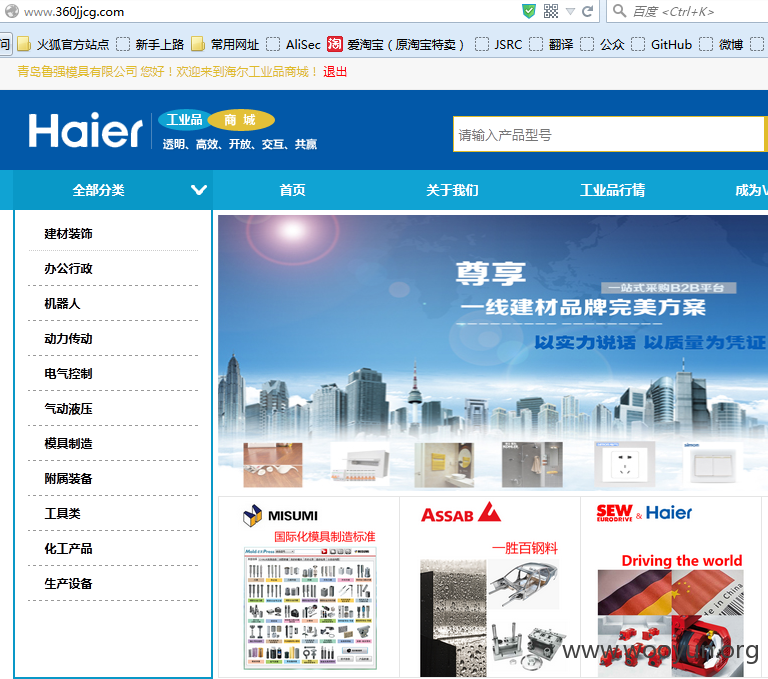 www.360jjcg.com
百度 <Ctrl+K>
问 火狐官方站点 新手上路 常用网址 AliSec 淘 爱淘宝（原淘宝特卖） JSRC 翻译 公众 GitHub 微博
青岛鲁强模具有限公司 您好！欢迎来到海尔工业品商城！ 退出
Haier 工业品 商 城
透明、高效、开放、交互、共赢
请输入产品型号
全部分类 首页 关于我们 工业品行情 成为V
建材装饰
办公行政
机器人
动力传动
电气控制
气动液压
模具制造
附属装备
工具类
化工产品
生产设备
尊享
一站式采购B2B平台
一线建材品牌完美方案
以实力说话 以质量为凭证
simon
MISUMI
国际化模具制造标准
ASSAB
一胜百钢料
SEW EURODRIVE & Haier
Driving the world
in China
www.wooyun.org